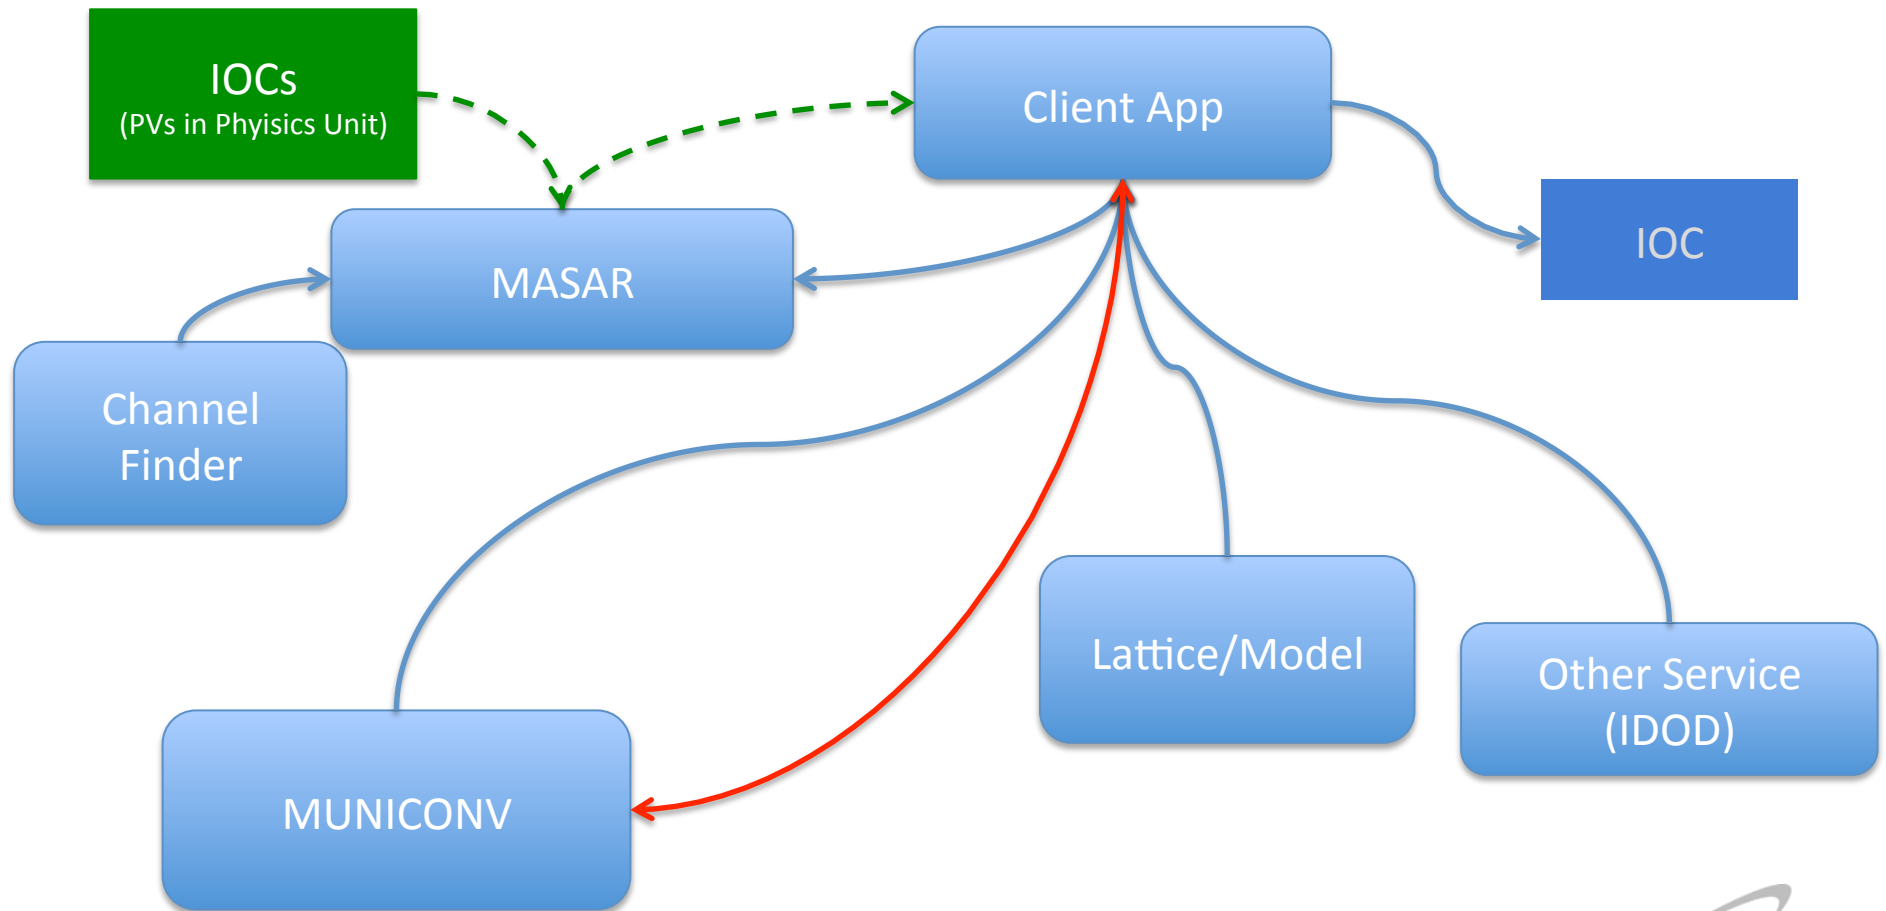 IOCs
(PVs in Phyisics Unit)
Client App
IOC
MASAR
Channel
Finder
Lattice/Model
Other Service
(IDOD)
MUNICONV